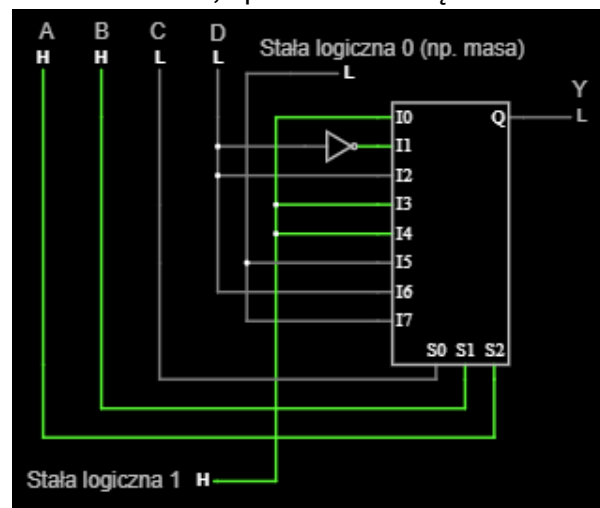 A B C D
H H L L
Stała logiczna 0 (np. masa)
L
Y
I0 Q L
I1
I2
I3
I4
I5
I6
I7
S0 S1 S2
Stała logiczna 1 H